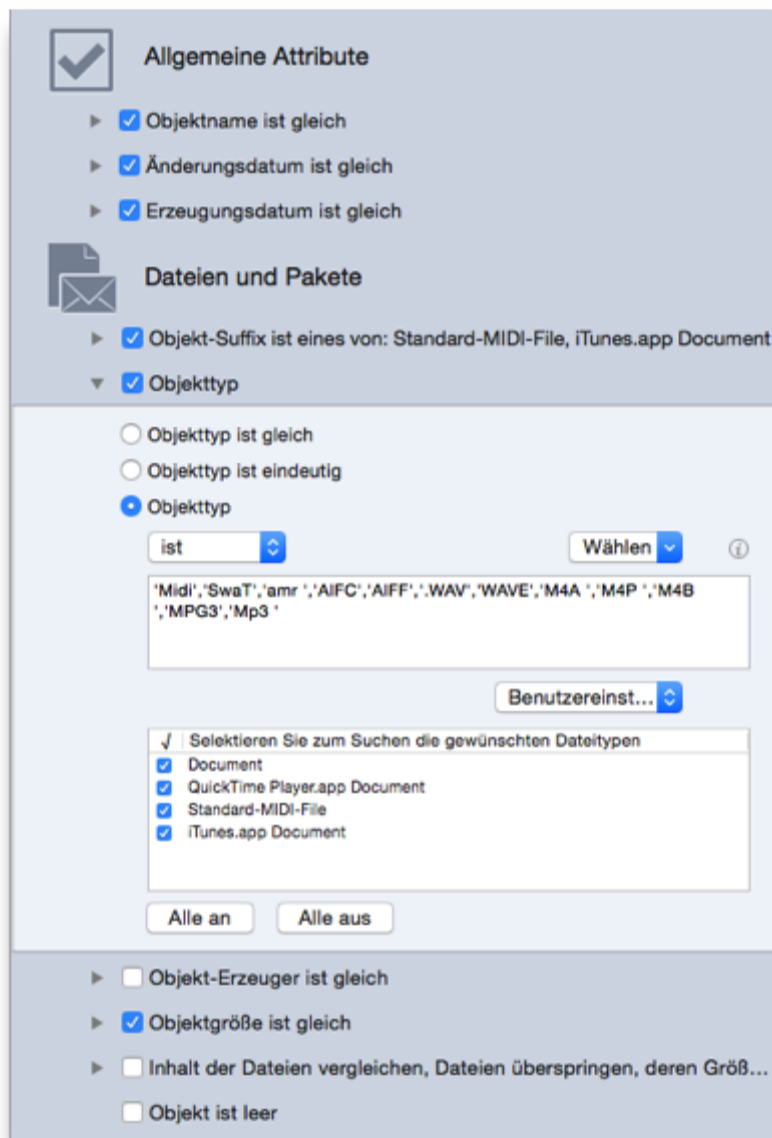 Allgemeine Attribute
Objektname ist gleich
Änderungsdatum ist gleich
Erzeugungsdatum ist gleich
Dateien und Pakete
Objekt-Suffix ist eines von: Standard-MIDI-File, iTunes.app Document
Objekttyp
Objekttyp ist gleich
Objekttyp ist eindeutig
Objekttyp
ist Wählen
'Midi','SwaT','amr ','AIFC','AIFF','.WAV','WAVE','M4A ','M4P ','M4B
','MPG3','Mp3 '
Benutzereinst...
√ Selektieren Sie zum Suchen die gewünschten Dateitypen
Document
QuickTime Player.app Document
Standard-MIDI-File
iTunes.app Document
Alle an Alle aus
Objekt-Erzeuger ist gleich
Objektgröße ist gleich
Inhalt der Dateien vergleichen, Dateien überspringen, deren Größ...
Objekt ist leer